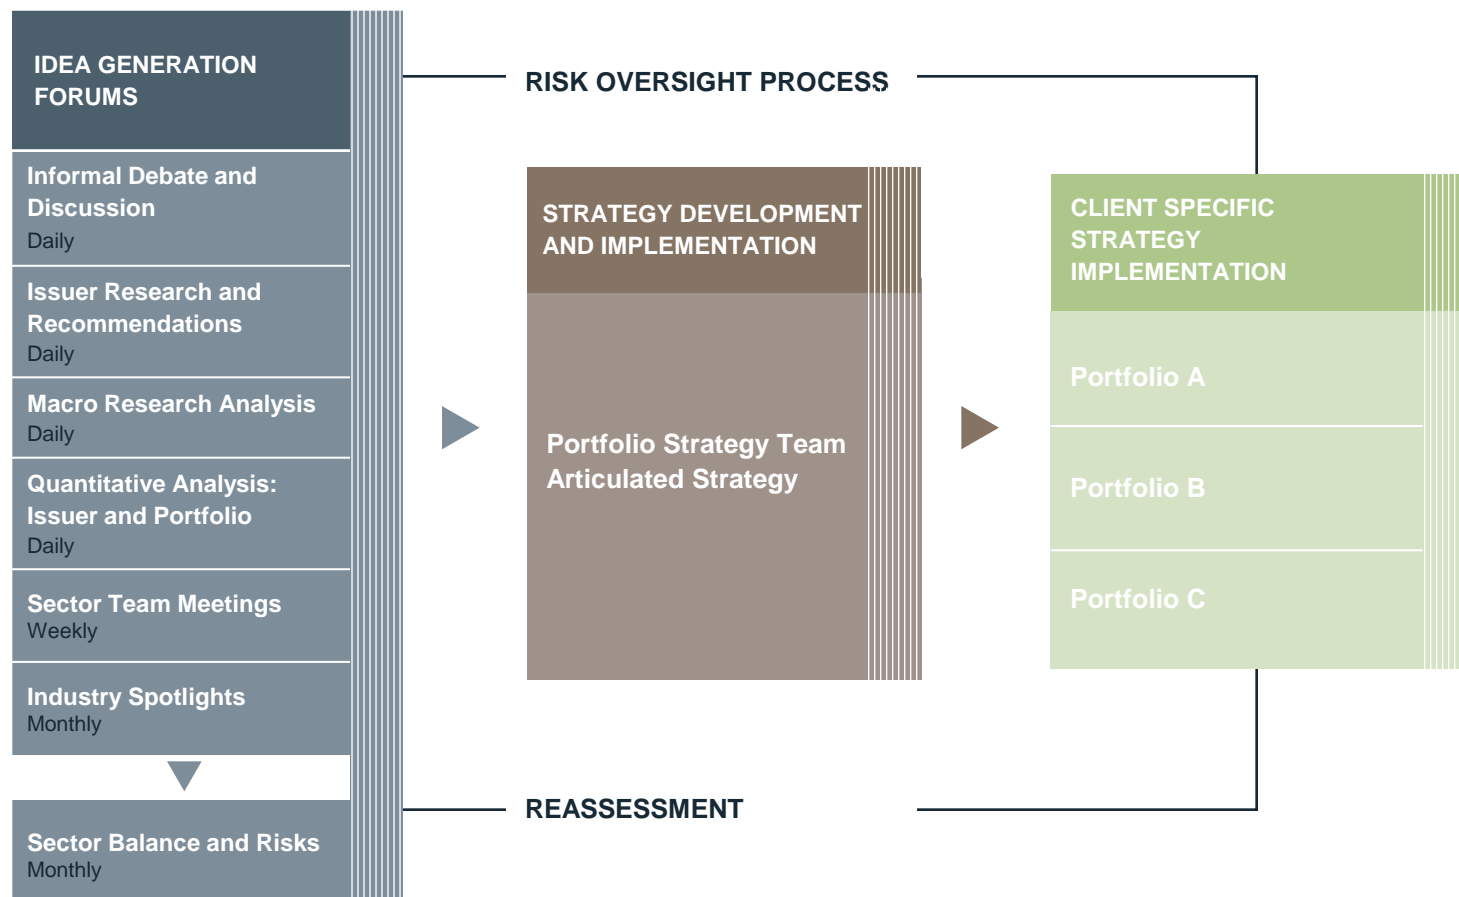 IDEA GENERATION
FORUMS
Informal Debate and
Discussion
Daily
Issuer Research and
Recommendations
Daily
Macro Research Analysis
Daily
Quantitative Analysis:
Issuer and Portfolio
Daily
Sector Team Meetings
Weekly
Industry Spotlights
Monthly
Sector Balance and Risks
Monthly
RISK OVERSIGHT PROCESS
STRATEGY DEVELOPMENT
AND IMPLEMENTATION
Portfolio Strategy Team
Articulated Strategy
REASSESSMENT
CLIENT SPECIFIC
STRATEGY
IMPLEMENTATION
Portfolio A
Portfolio B
Portfolio C